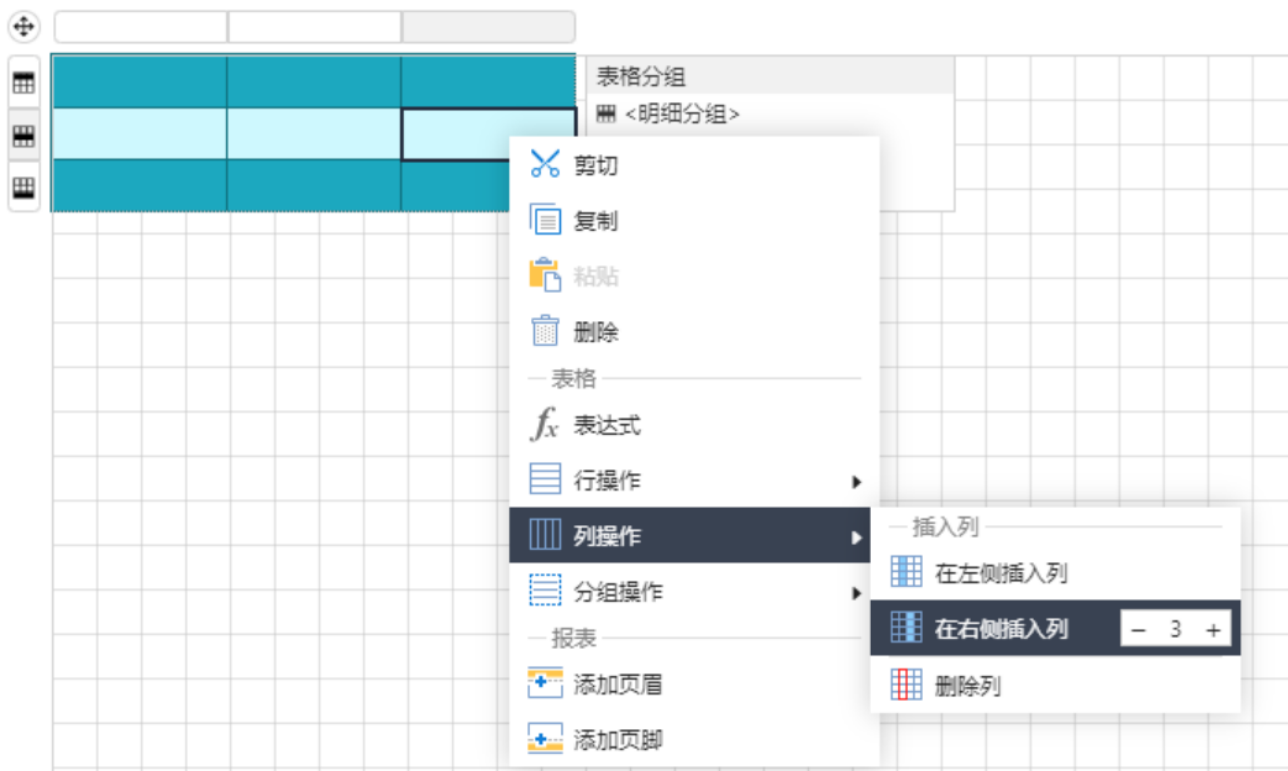 表格分组
<明细分组>
剪切
复制
粘贴
删除
表格
fx 表达式
行操作
列操作
分组操作
报表
添加页眉
添加页脚
插入列
在左侧插入列
在右侧插入列 − 3 +
删除列